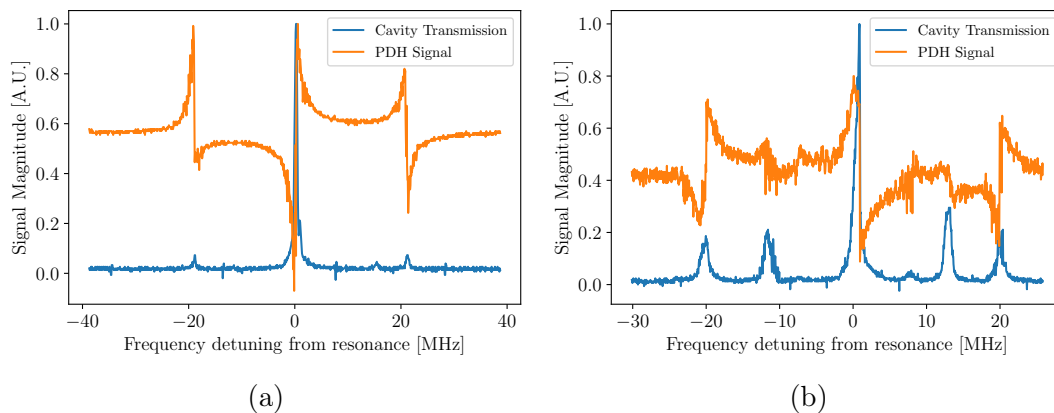 Cavity Transmission
PDH Signal
Signal Magnitude [A.U.]
1.0
0.8
0.6
0.4
0.2
0.0
−40
−20
0
20
40
Frequency detuning from resonance [MHz]
(a)
Cavity Transmission
PDH Signal
Signal Magnitude [A.U.]
1.0
0.8
0.6
0.4
0.2
0.0
−30
−20
−10
0
10
20
Frequency detuning from resonance [MHz]
(b)